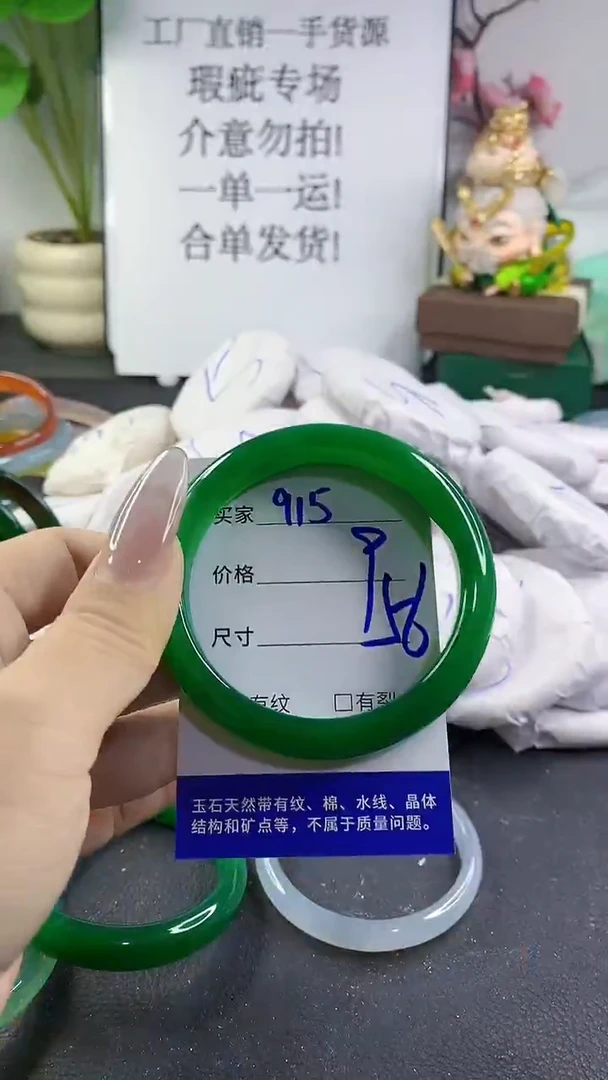 工厂直销一手货源
瑕疵专场
介意勿拍!
一单一运!
合单发货!
买家 915
价格
尺寸 56
有纹 □有裂
玉石天然带有纹、棉、水线、晶体
结构和矿点等，不属于质量问题。